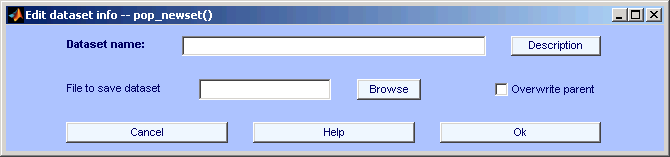 Edit dataset info -- pop_newset()
Dataset name: Description
File to save dataset Browse Overwrite parent
Cancel Help Ok